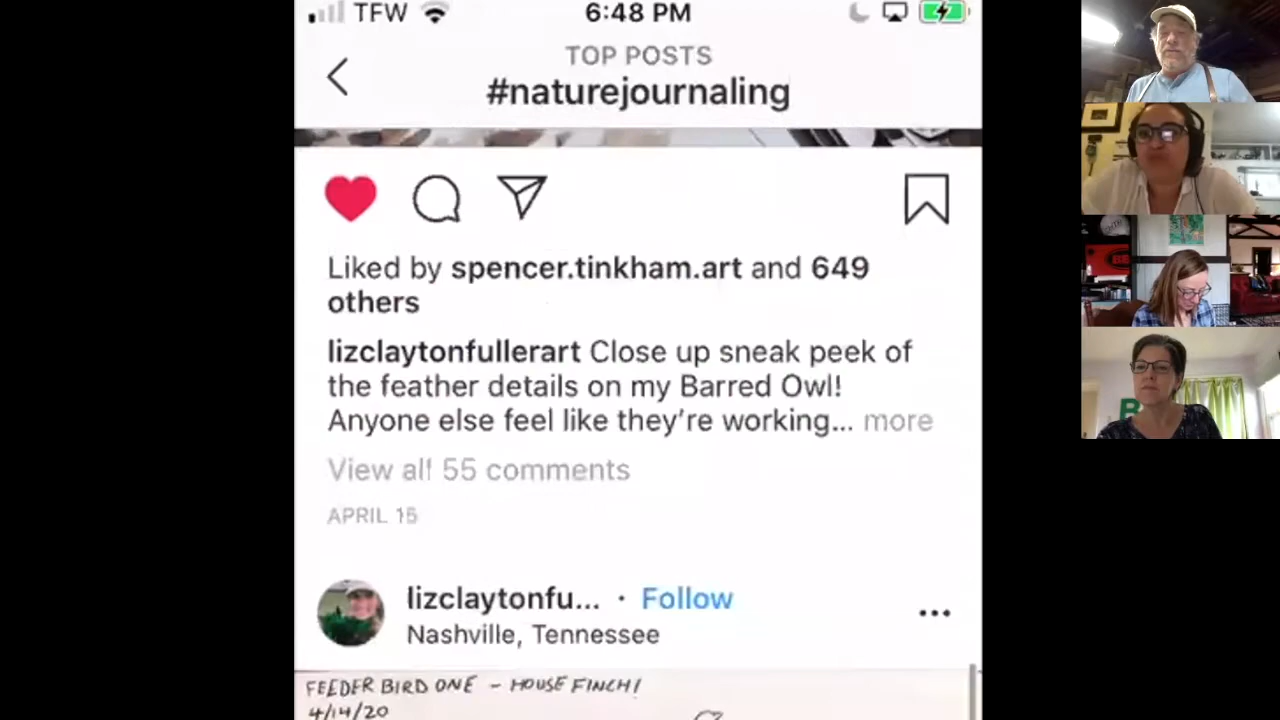 TFW
6:48 PM
TOP POSTS
#naturejournaling
Liked by spencer.tinkham.art and 649
others
lizclaytonfullerart Close up sneak peek of
the feather details on my Barred Owl!
Anyone else feel like they're working... more
View all 55 comments
APRIL 15
lizclaytonfu... · Follow
Nashville, Tennessee
FEEDER BIRD ONE - HOUSE FINCH!
4/14/20